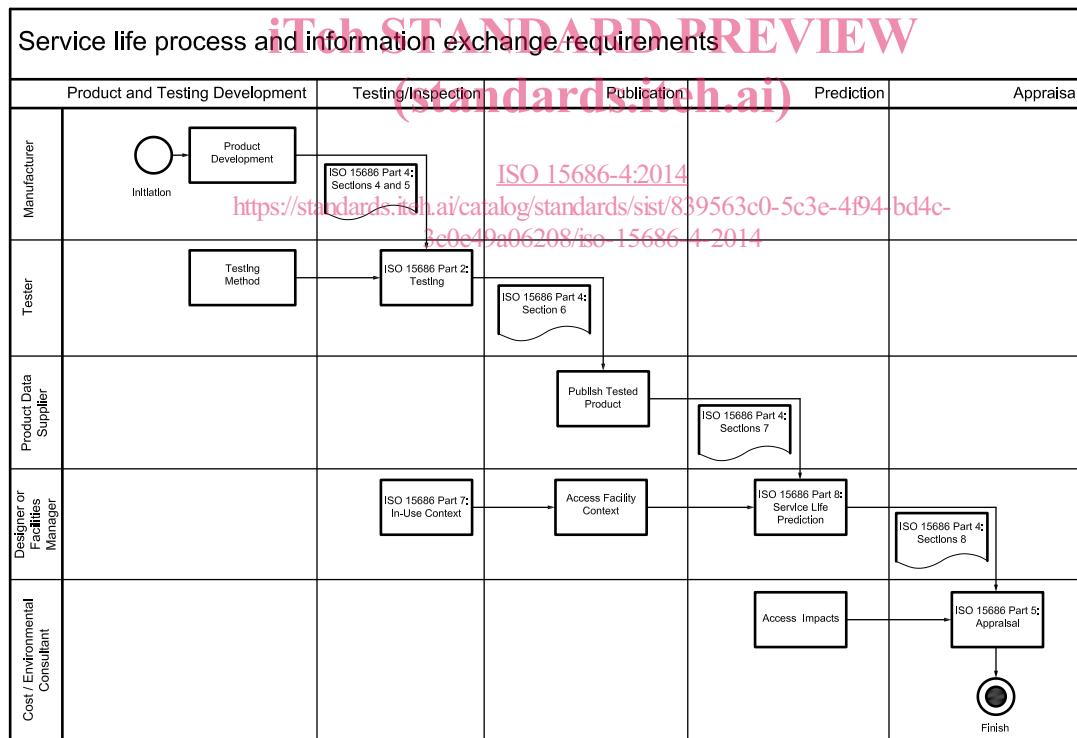 Service life process and information exchange requirements
iTeh STANDARD PREVIEW
(standards.iteh.ai)
Product and Testing Development
Testing/Inspection
Publication
Prediction
Appraisa
Manufacturer
Initiation
Product
Development
ISO 15686 Part 4:
Sections 4 and 5
ISO 15686-4:2014
https://standards.iteh.ai/catalog/standards/sist/839563c0-5c3e-4f94-bd4c-
3c0e49a06208/iso-15686-4-2014
Tester
Testing
Method
ISO 15686 Part 2:
Testing
ISO 15686 Part 4:
Section 6
Product Data
Supplier
Publish Tested
Product
ISO 15686 Part 4:
Sections 7
Designer or
Facilities
Manager
ISO 15686 Part 7:
In-Use Context
Access Facility
Context
ISO 15686 Part 8:
Service Life
Prediction
ISO 15686 Part 4:
Sections 8
Cost / Environmental
Consultant
Access Impacts
ISO 15686 Part 5:
Appraisal
Finish